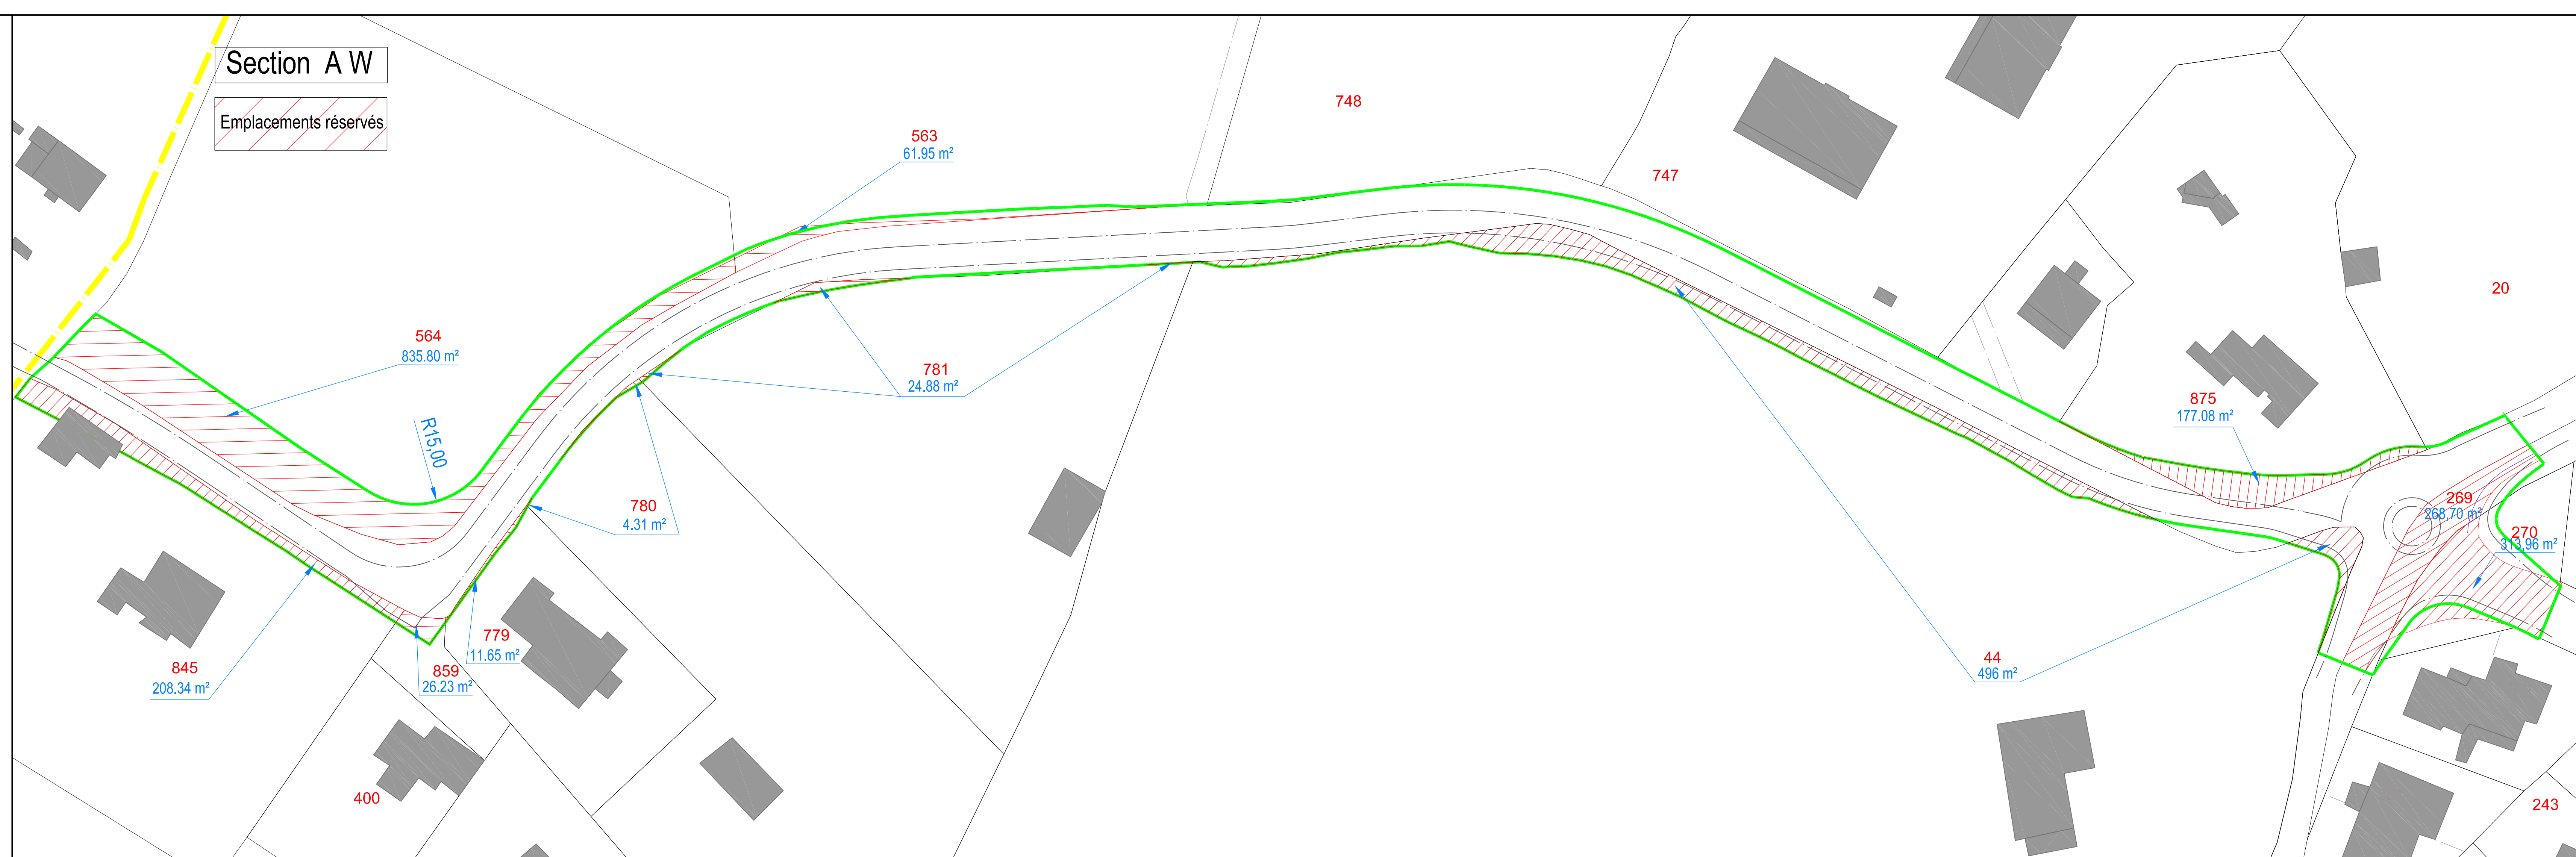 Section A W
Emplacements réservés
748
563
61.95 m²
747
20
564
835.80 m²
781
24.88 m²
875
177.08 m²
R15,00
780
4.31 m²
269
268,70 m²
270
313,96 m²
779
11.65 m²
845
208.34 m²
859
26.23 m²
44
496 m²
400
243